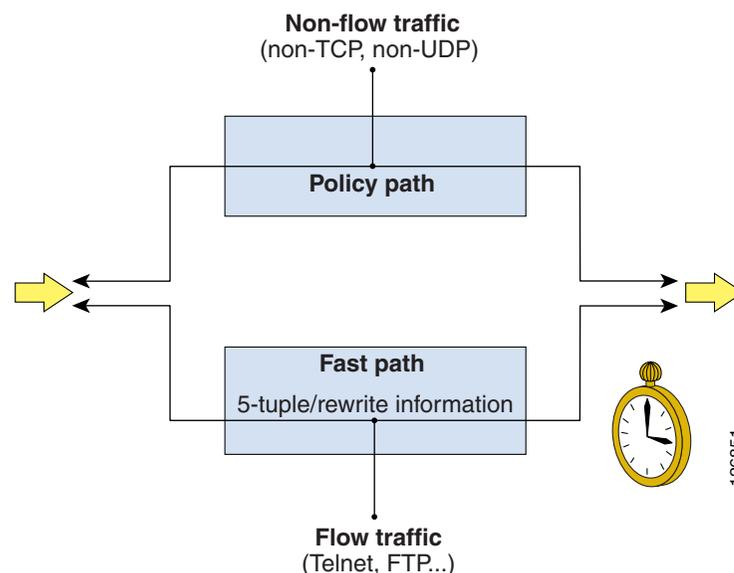 Non-flow traffic
(non-TCP, non-UDP)
Policy path
Fast path
5-tuple/rewrite information
Flow traffic
(Telnet, FTP...)